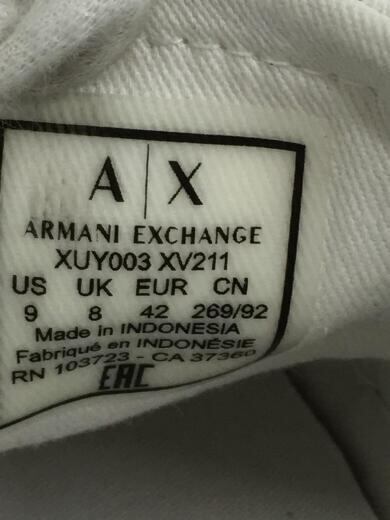 A|X
ARMANI EXCHANGE
XUY003 XV211
US UK EUR CN
9 8 42 269/92
Made in INDONESIA
Fabriqué en INDONÉSIE
RN 103723 - CA 37360
EAC